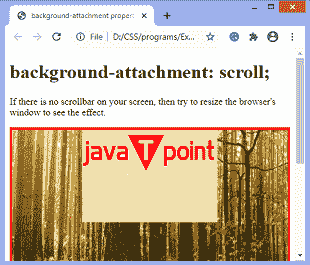 background-attachment proper
File
D:/CSS/programs/Ex...
background-attachment: scroll;
If there is no scrollbar on your screen, then try to resize the browser's
window to see the effect.
java T point